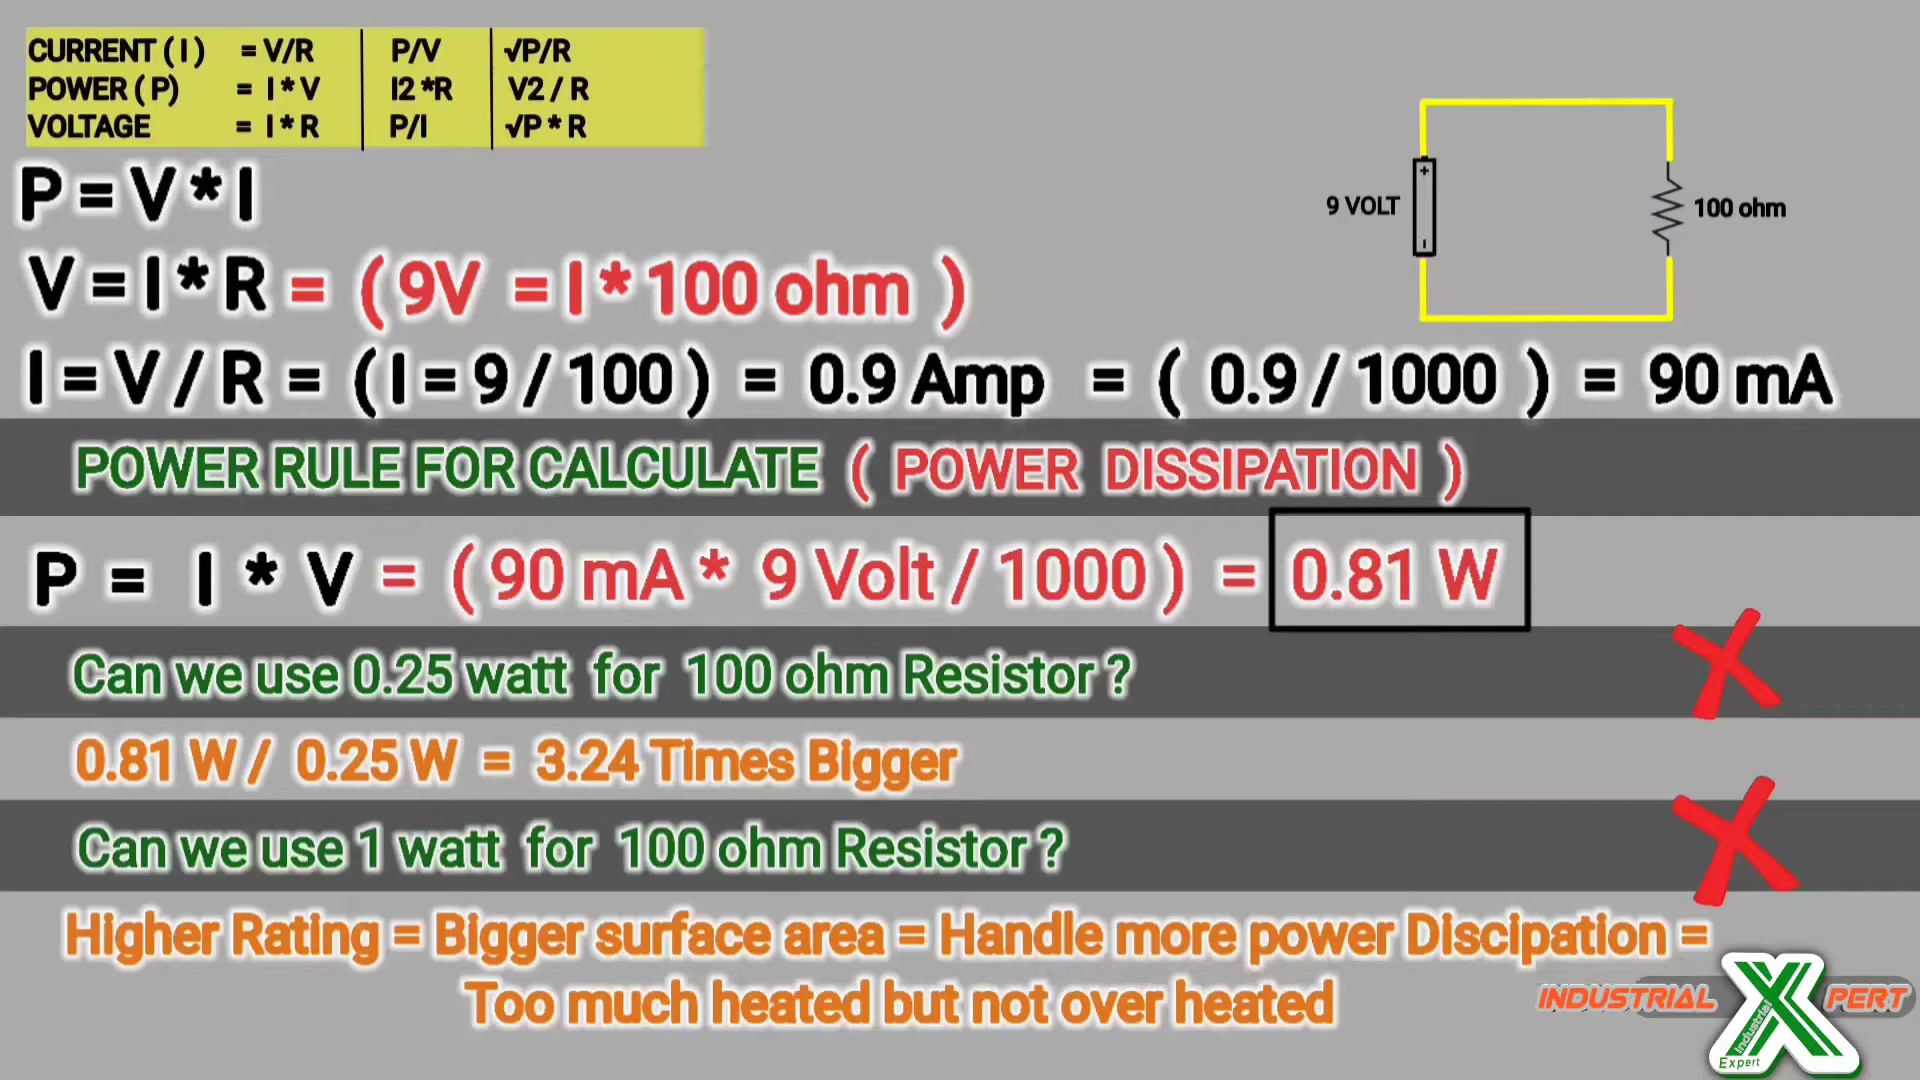 CURRENT ( I ) = V/R P/V √P/R
POWER ( P) = I * V I2 *R V2 / R
VOLTAGE = I * R P/I √P * R
P = V * I
9 VOLT
+
100 ohm
V = I * R = ( 9V = I * 100 ohm )
I = V / R = ( I = 9 / 100 ) = 0.9 Amp = ( 0.9 / 1000 ) = 90 mA
POWER RULE FOR CALCULATE ( POWER DISSIPATION )
P = I * V = ( 90 mA * 9 Volt / 1000 ) = 0.81 W
Can we use 0.25 watt for 100 ohm Resistor ?
0.81 W / 0.25 W = 3.24 Times Bigger
Can we use 1 watt for 100 ohm Resistor ?
Higher Rating = Bigger surface area = Handle more power Discipation =
Too much heated but not over heated
INDUSTRIAL XPERT
Industrial
Expert